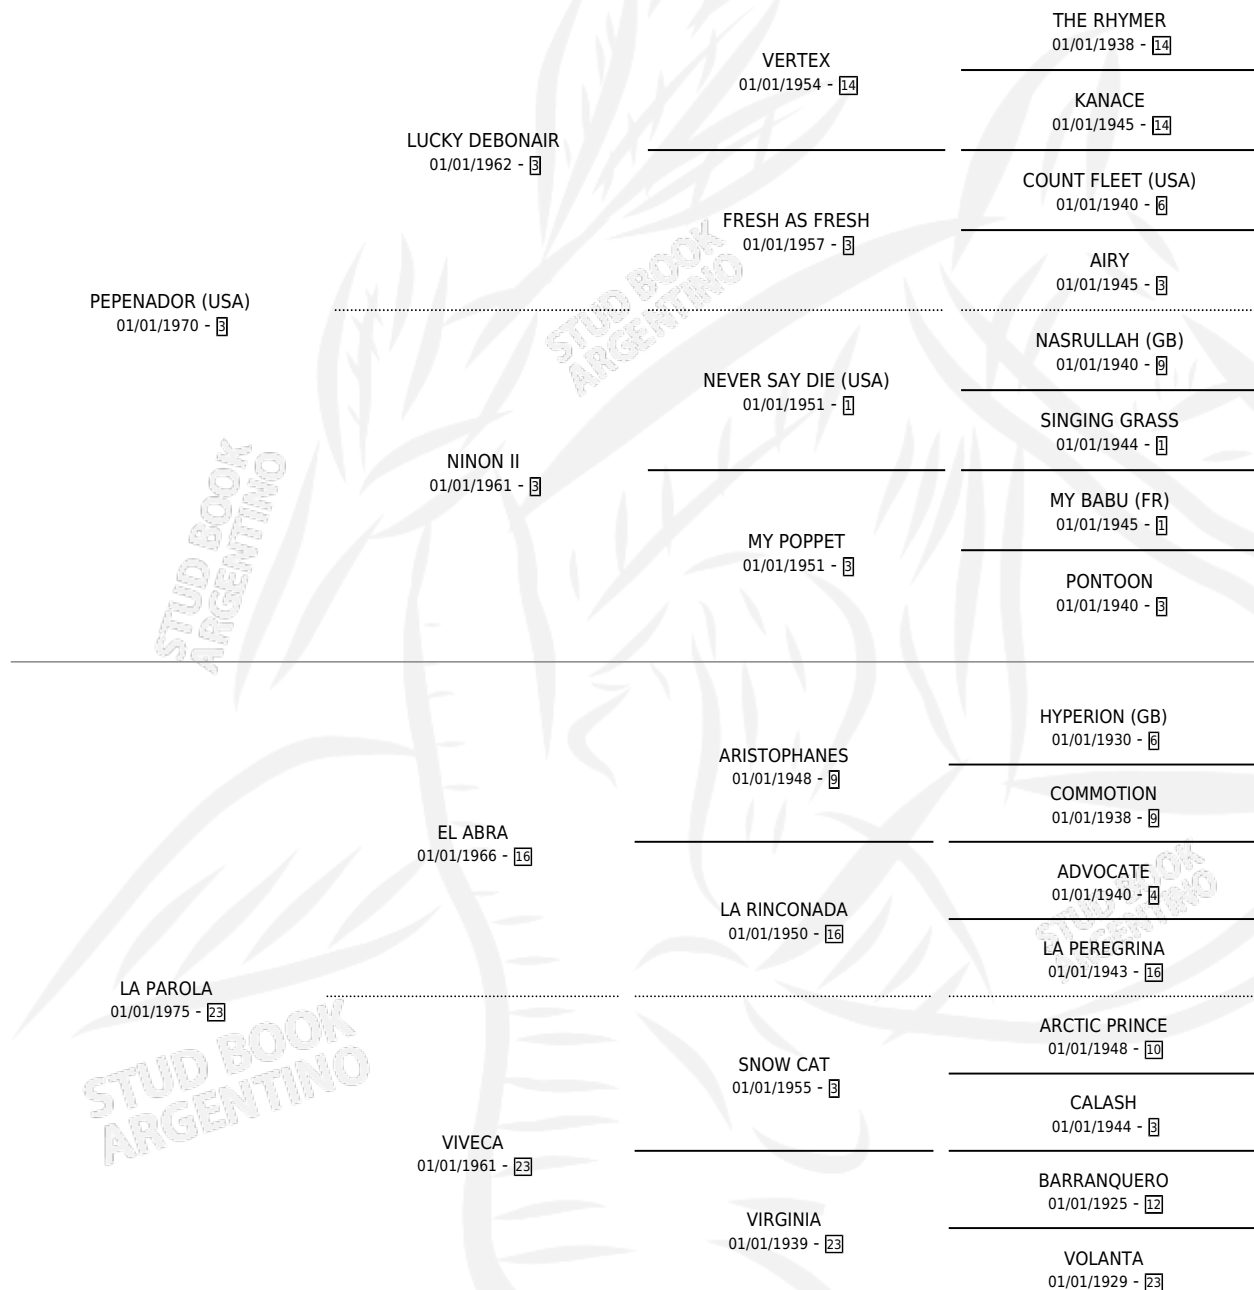 THE RHYMER
01/01/1938 - 14
VERTEX
01/01/1954 - 14
KANACE
01/01/1945 - 14
LUCKY DEBONAIR
01/01/1962 - 3
COUNT FLEET (USA)
01/01/1940 - 6
FRESH AS FRESH
01/01/1957 - 3
AIRY
01/01/1945 - 3
PEPENADOR (USA)
01/01/1970 - 3
NASRULLAH (GB)
01/01/1940 - 9
NEVER SAY DIE (USA)
01/01/1951 - 1
SINGING GRASS
01/01/1944 - 1
NINON II
01/01/1961 - 3
MY BABU (FR)
01/01/1945 - 1
MY POPPET
01/01/1951 - 3
PONTOON
01/01/1940 - 3
HYPERION (GB)
01/01/1930 - 6
ARISTOPHANES
01/01/1948 - 9
COMMOTION
01/01/1938 - 9
EL ABRA
01/01/1966 - 16
ADVOCATE
01/01/1940 - 4
LA RINCONADA
01/01/1950 - 16
LA PEREGRINA
01/01/1943 - 16
LA PAROLA
01/01/1975 - 23
ARCTIC PRINCE
01/01/1948 - 10
SNOW CAT
01/01/1955 - 3
CALASH
01/01/1944 - 3
VIVECA
01/01/1961 - 23
BARRANQUERO
01/01/1925 - 12
VIRGINIA
01/01/1939 - 23
VOLANTA
01/01/1929 - 23
STUD BOOK
ARGENTINO
STUD BOOK
ARGENTINO
STUD BOOK
ARGENTINO
STUD BOOK
ARGENTINO